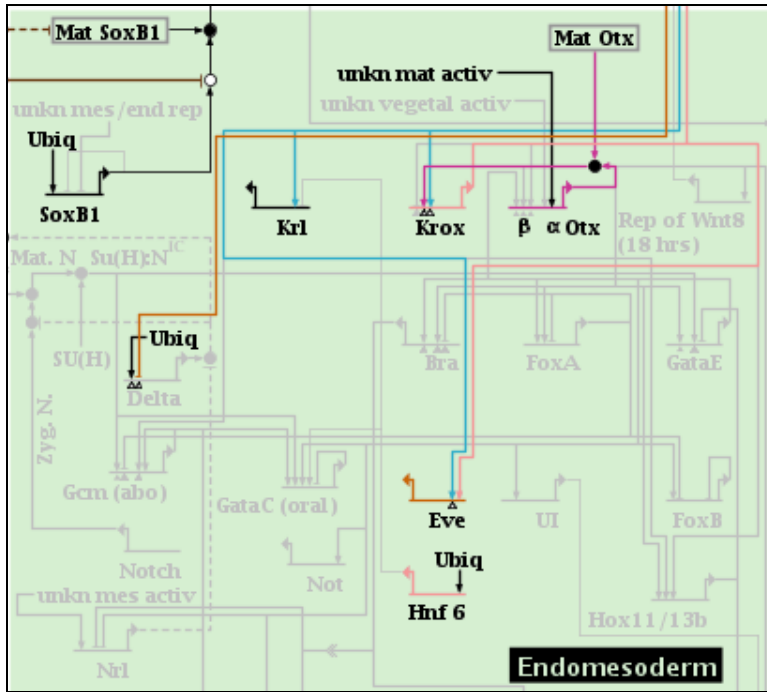 Mat SoxB1
Mat Otx
unkn mat activ
unkn vegetal activ
unkn mes/end rep
Ubiq
SoxB1
Krl
Krox
β
α Otx
Rep of Wnt8
(18 hrs)
Mat. N
Su(H):N^IC
SU(H)
Ubiq
Delta
Bra
FoxA
GataE
Zyg. N.
Gcm (abo)
GataC (oral)
Eve
UI
FoxB
Notch
Not
Ubiq
Hnf 6
Hox11/13b
unkn mes activ
Nrl
Endomesoderm